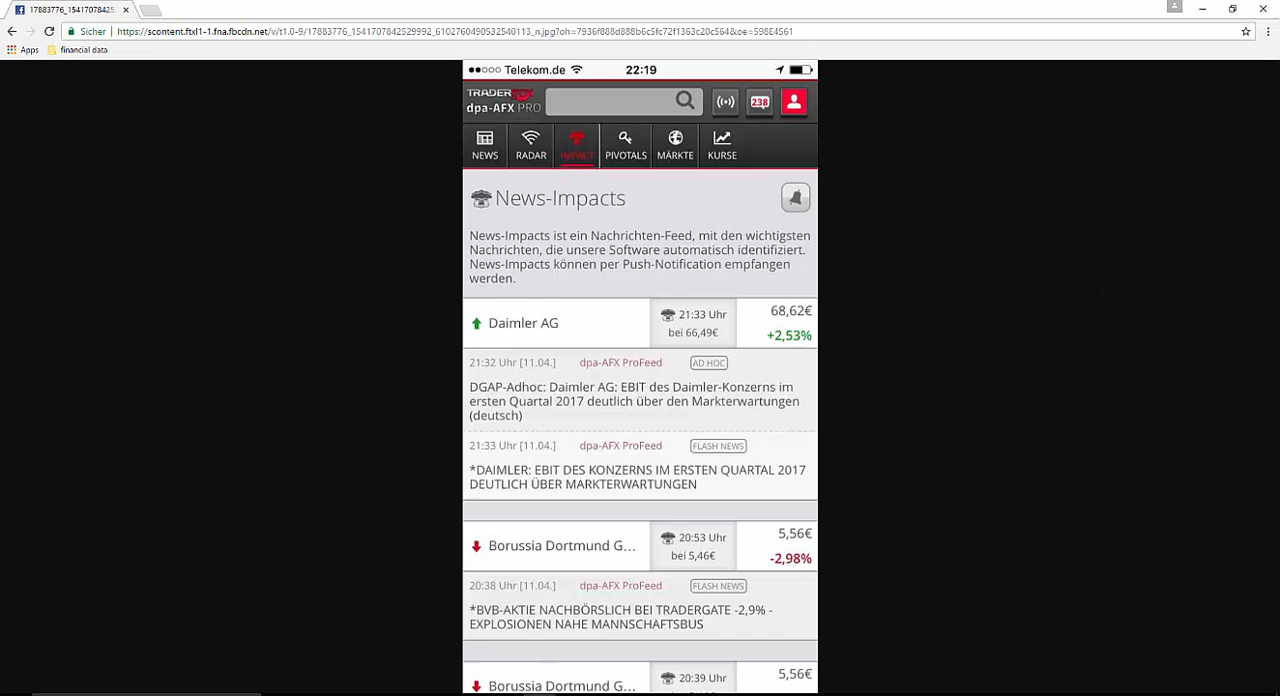 17883776_1541707842529
Sicher
https://scontent.ftxl1-1.fna.fbcdn.net/v/t1.0-9/17883776_1541707842529992_6102760490532540113_n.jpg?oh=7936f888d888b6c5fc72f1363c20c564&oe=598E4561
Apps financial data
Telekom.de 22:19
TRADERFOX
dpa-AFX PRO 238
NEWS RADAR IMPACT PIVOTALS MÄRKTE KURSE
News-Impacts
News-Impacts ist ein Nachrichten-Feed, mit den wichtigsten
Nachrichten, die unsere Software automatisch identifiziert.
News-Impacts können per Push-Notification empfangen
werden.
Daimler AG 21:33 Uhr 68,62€
bei 66,49€ +2,53%
21:32 Uhr [11.04.] dpa-AFX ProFeed AD HOC
DGAP-Adhoc: Daimler AG: EBIT des Daimler-Konzerns im
ersten Quartal 2017 deutlich über den Markterwartungen
(deutsch)
21:33 Uhr [11.04.] dpa-AFX ProFeed FLASH NEWS
*DAIMLER: EBIT DES KONZERNS IM ERSTEN QUARTAL 2017
DEUTLICH ÜBER MARKTERWARTUNGEN
Borussia Dortmund G... 20:53 Uhr 5,56€
bei 5,46€ -2,98%
20:38 Uhr [11.04.] dpa-AFX ProFeed FLASH NEWS
*BVB-AKTIE NACHBÖRSLICH BEI TRADERGATE -2,9% -
EXPLOSIONEN NAHE MANNSCHAFTSBUS
Borussia Dortmund G... 20:39 Uhr 5,56€